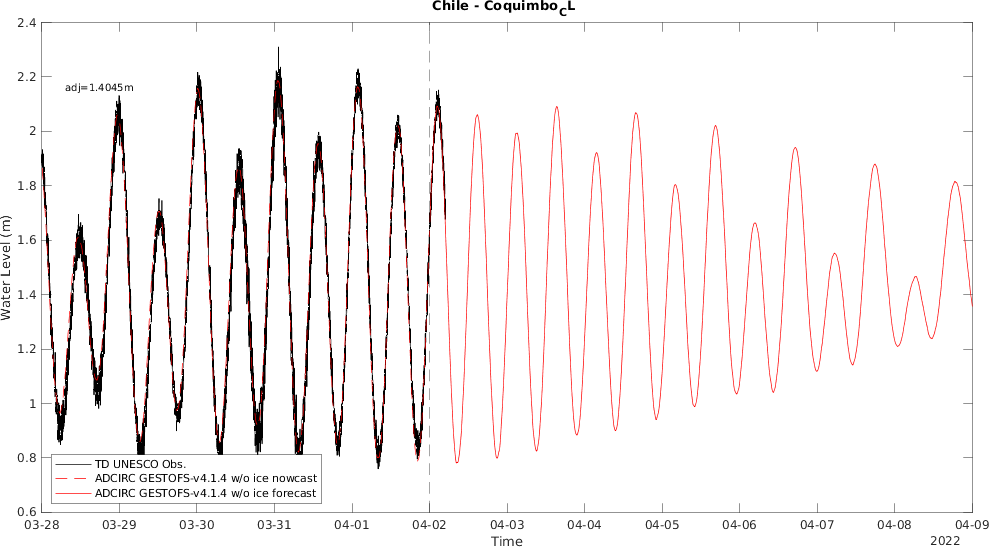 Chile - Coquimbo_CL
2.4
2.2
2
1.8
1.6
1.4
1.2
1
0.8
0.6
Water Level (m)
adj=1.4045m
TD UNESCO Obs.
ADCIRC GESTOFS-v4.1.4 w/o ice nowcast
ADCIRC GESTOFS-v4.1.4 w/o ice forecast
03-28 03-29 03-30 03-31 04-01 04-02 04-03 04-04 04-05 04-06 04-07 04-08 04-09
Time
2022